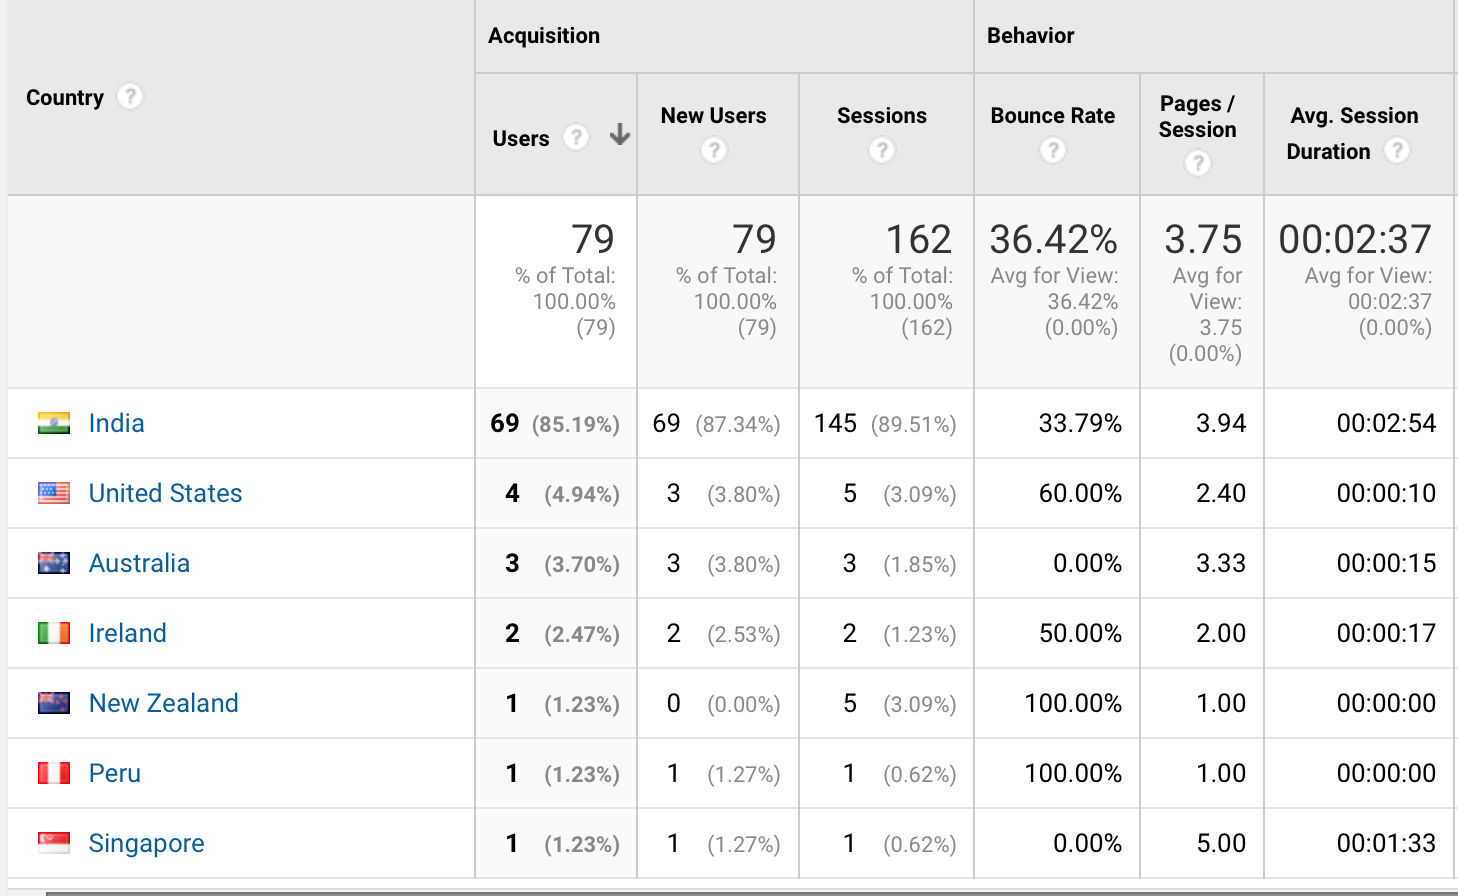 Acquisition
Behavior
Country ?
Users ?
New Users
?
Sessions
?
Bounce Rate
?
Pages /
Session
?
Avg. Session
Duration ?
79
% of Total:
100.00%
(79)
79
% of Total:
100.00%
(79)
162
% of Total:
100.00%
(162)
36.42%
Avg for View:
36.42%
(0.00%)
3.75
Avg for
View:
3.75
(0.00%)
00:02:37
Avg for View:
00:02:37
(0.00%)
India 69 (85.19%) 69 (87.34%) 145 (89.51%) 33.79% 3.94 00:02:54
United States 4 (4.94%) 3 (3.80%) 5 (3.09%) 60.00% 2.40 00:00:10
Australia 3 (3.70%) 3 (3.80%) 3 (1.85%) 0.00% 3.33 00:00:15
Ireland 2 (2.47%) 2 (2.53%) 2 (1.23%) 50.00% 2.00 00:00:17
New Zealand 1 (1.23%) 0 (0.00%) 5 (3.09%) 100.00% 1.00 00:00:00
Peru 1 (1.23%) 1 (1.27%) 1 (0.62%) 100.00% 1.00 00:00:00
Singapore 1 (1.23%) 1 (1.27%) 1 (0.62%) 0.00% 5.00 00:01:33